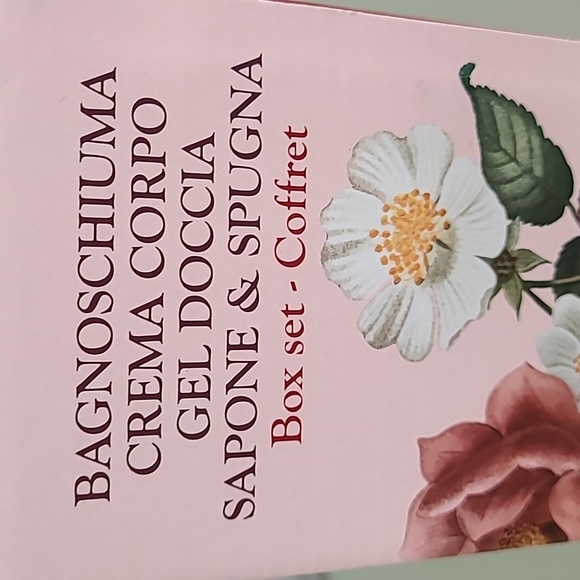 BAGNOSCHIUMA
CREMA CORPO
GEL DOCCIA
SAPONE & SPUGNA
Box set - Coffret